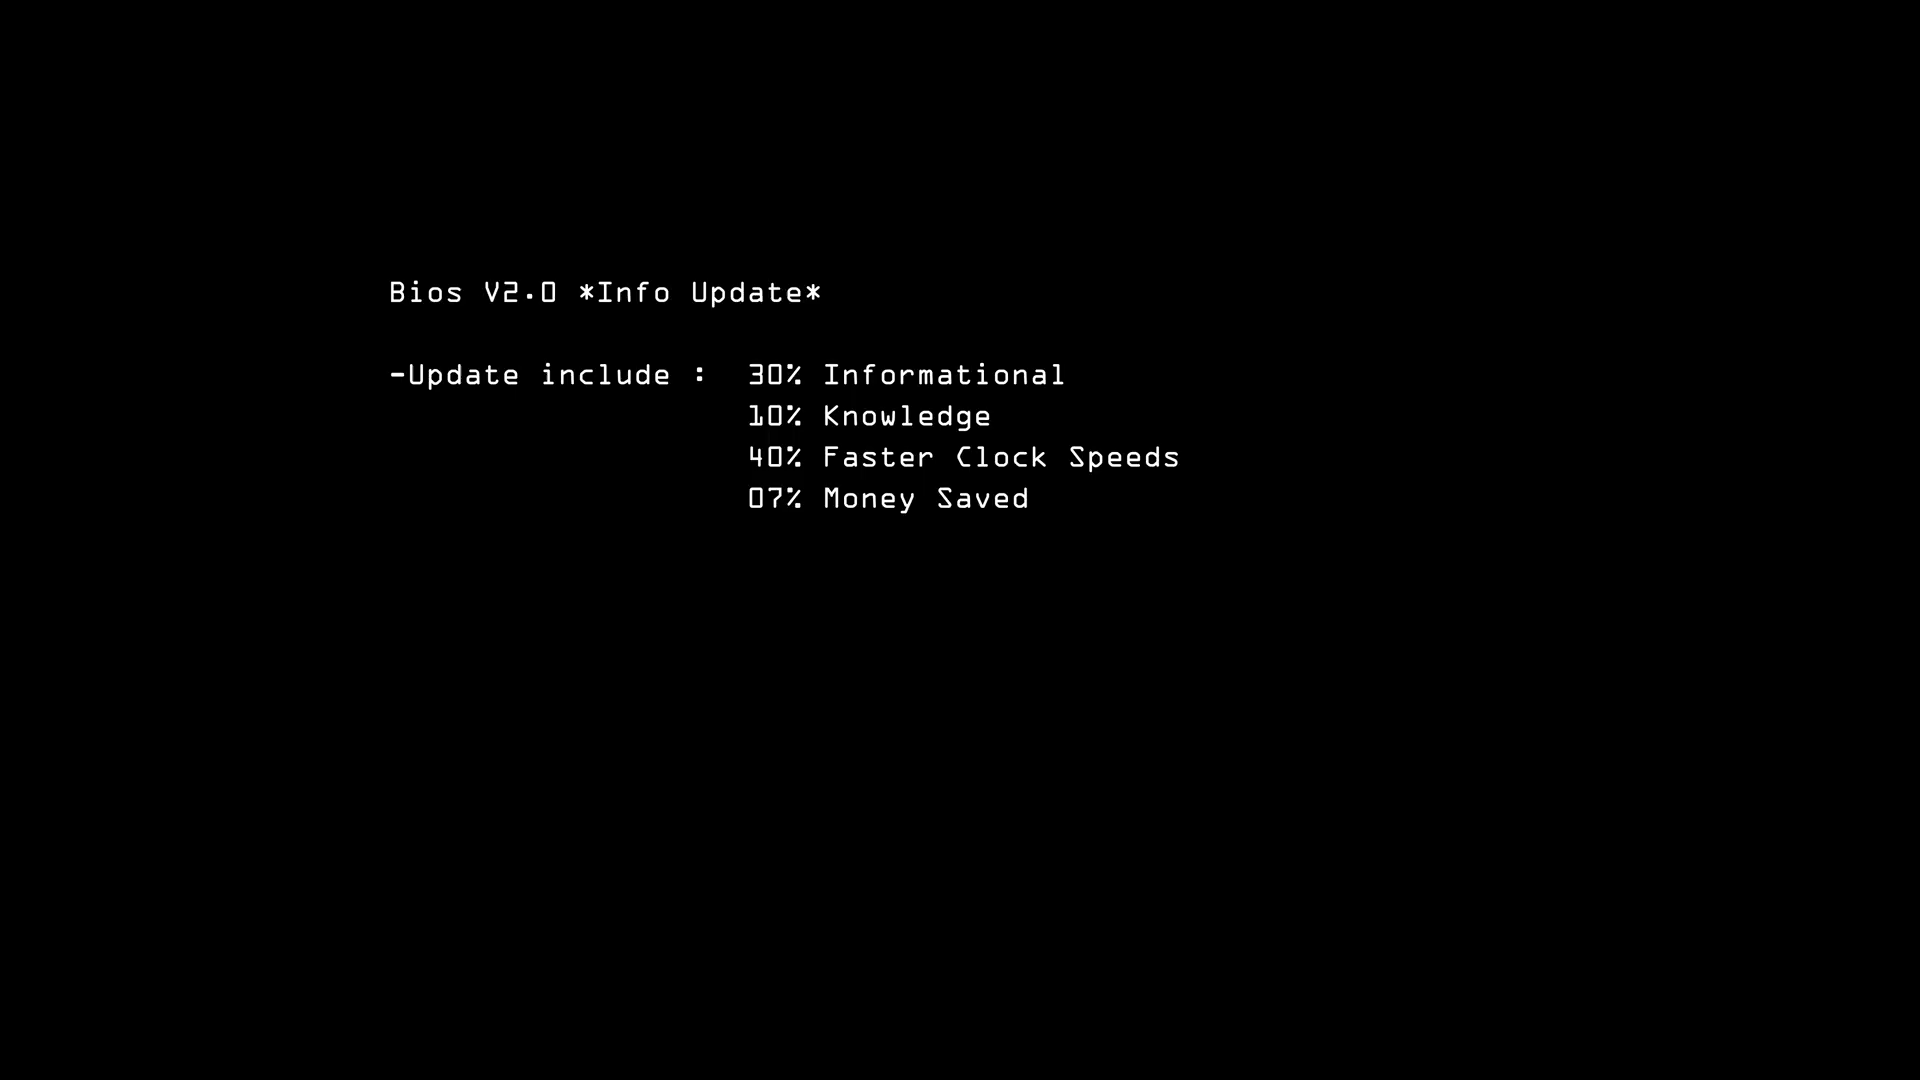 Bios V2.0 *Info Update*
-Update include : 30% Informational
10% Knowledge
40% Faster Clock Speeds
07% Money Saved